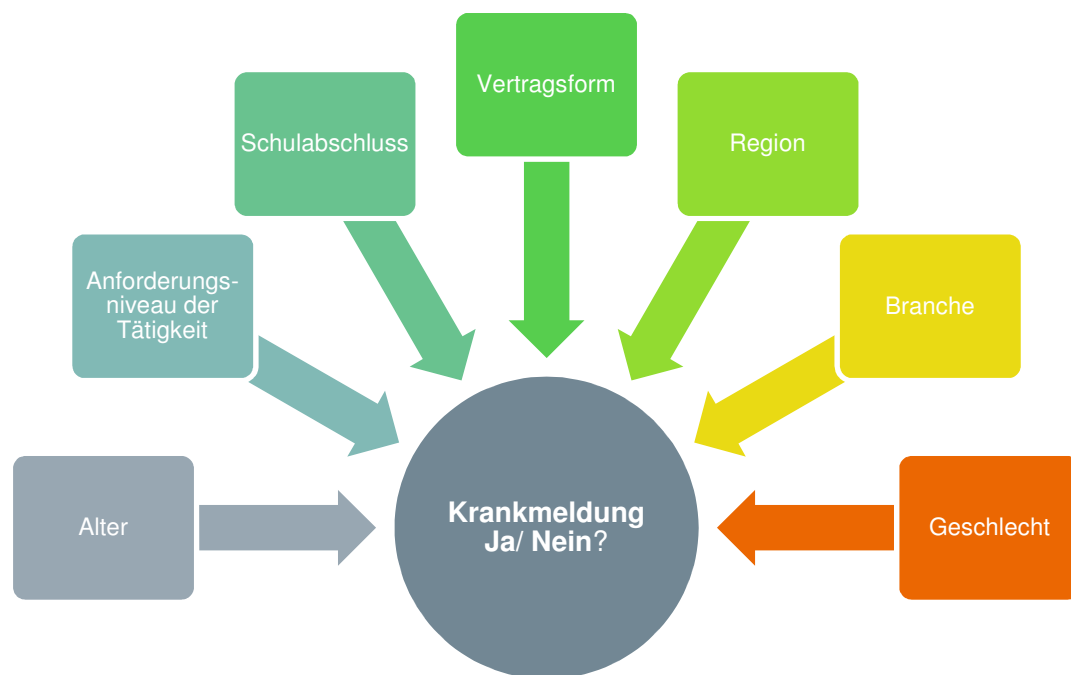 Vertragsform
Schulabschluss
Region
Anforderungs-
niveau der
Tätigkeit
Branche
Alter
Krankmeldung
Ja/ Nein?
Geschlecht